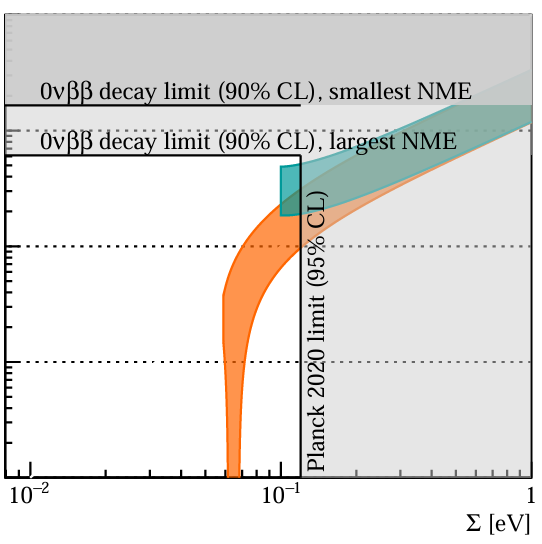 0νββ decay limit (90% CL), smallest NME
0νββ decay limit (90% CL), largest NME
Planck 2020 limit (95% CL)
10⁻² 10⁻¹ 1
Σ [eV]